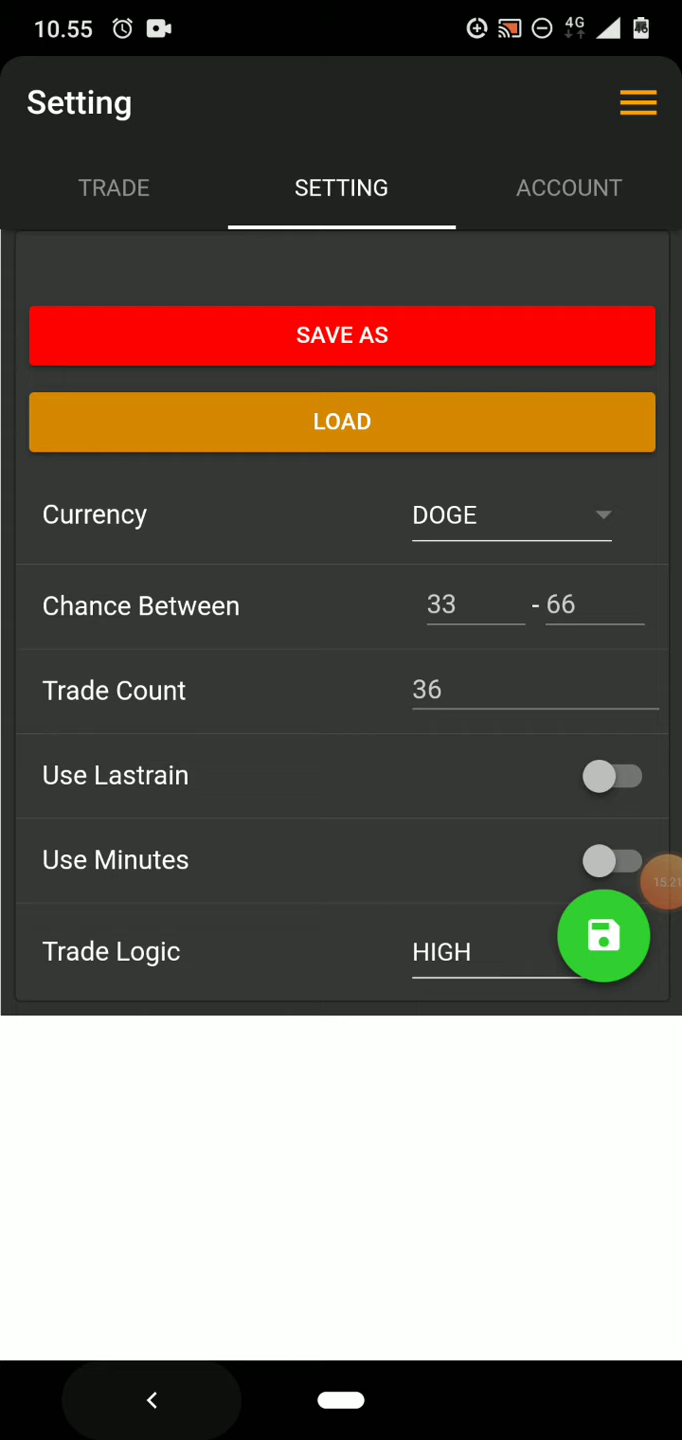 10.55
4G
46
Setting
TRADE SETTING ACCOUNT
SAVE AS
LOAD
Currency DOGE
Chance Between 33 - 66
Trade Count 36
Use Lastrain
Use Minutes
15:21
Trade Logic HIGH